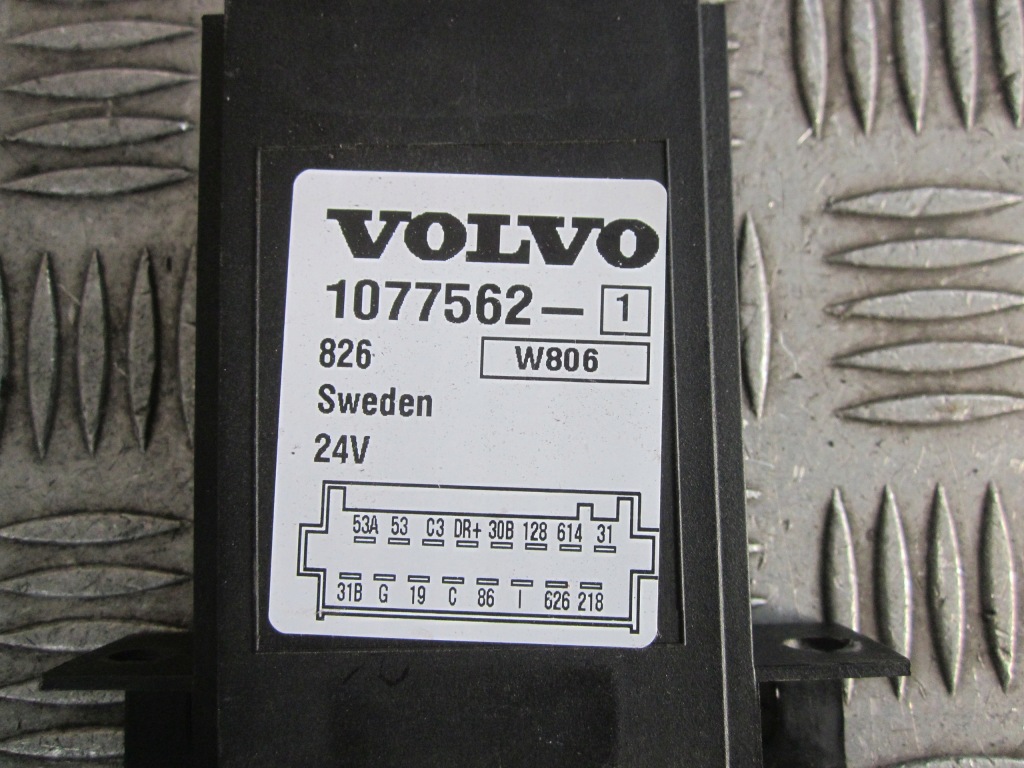 VOLVO
1077562– 1
826 W806
Sweden
24V
53A 53 C3 DR+ 30B 128 614 31
31B G 19 C 86 I 626 218